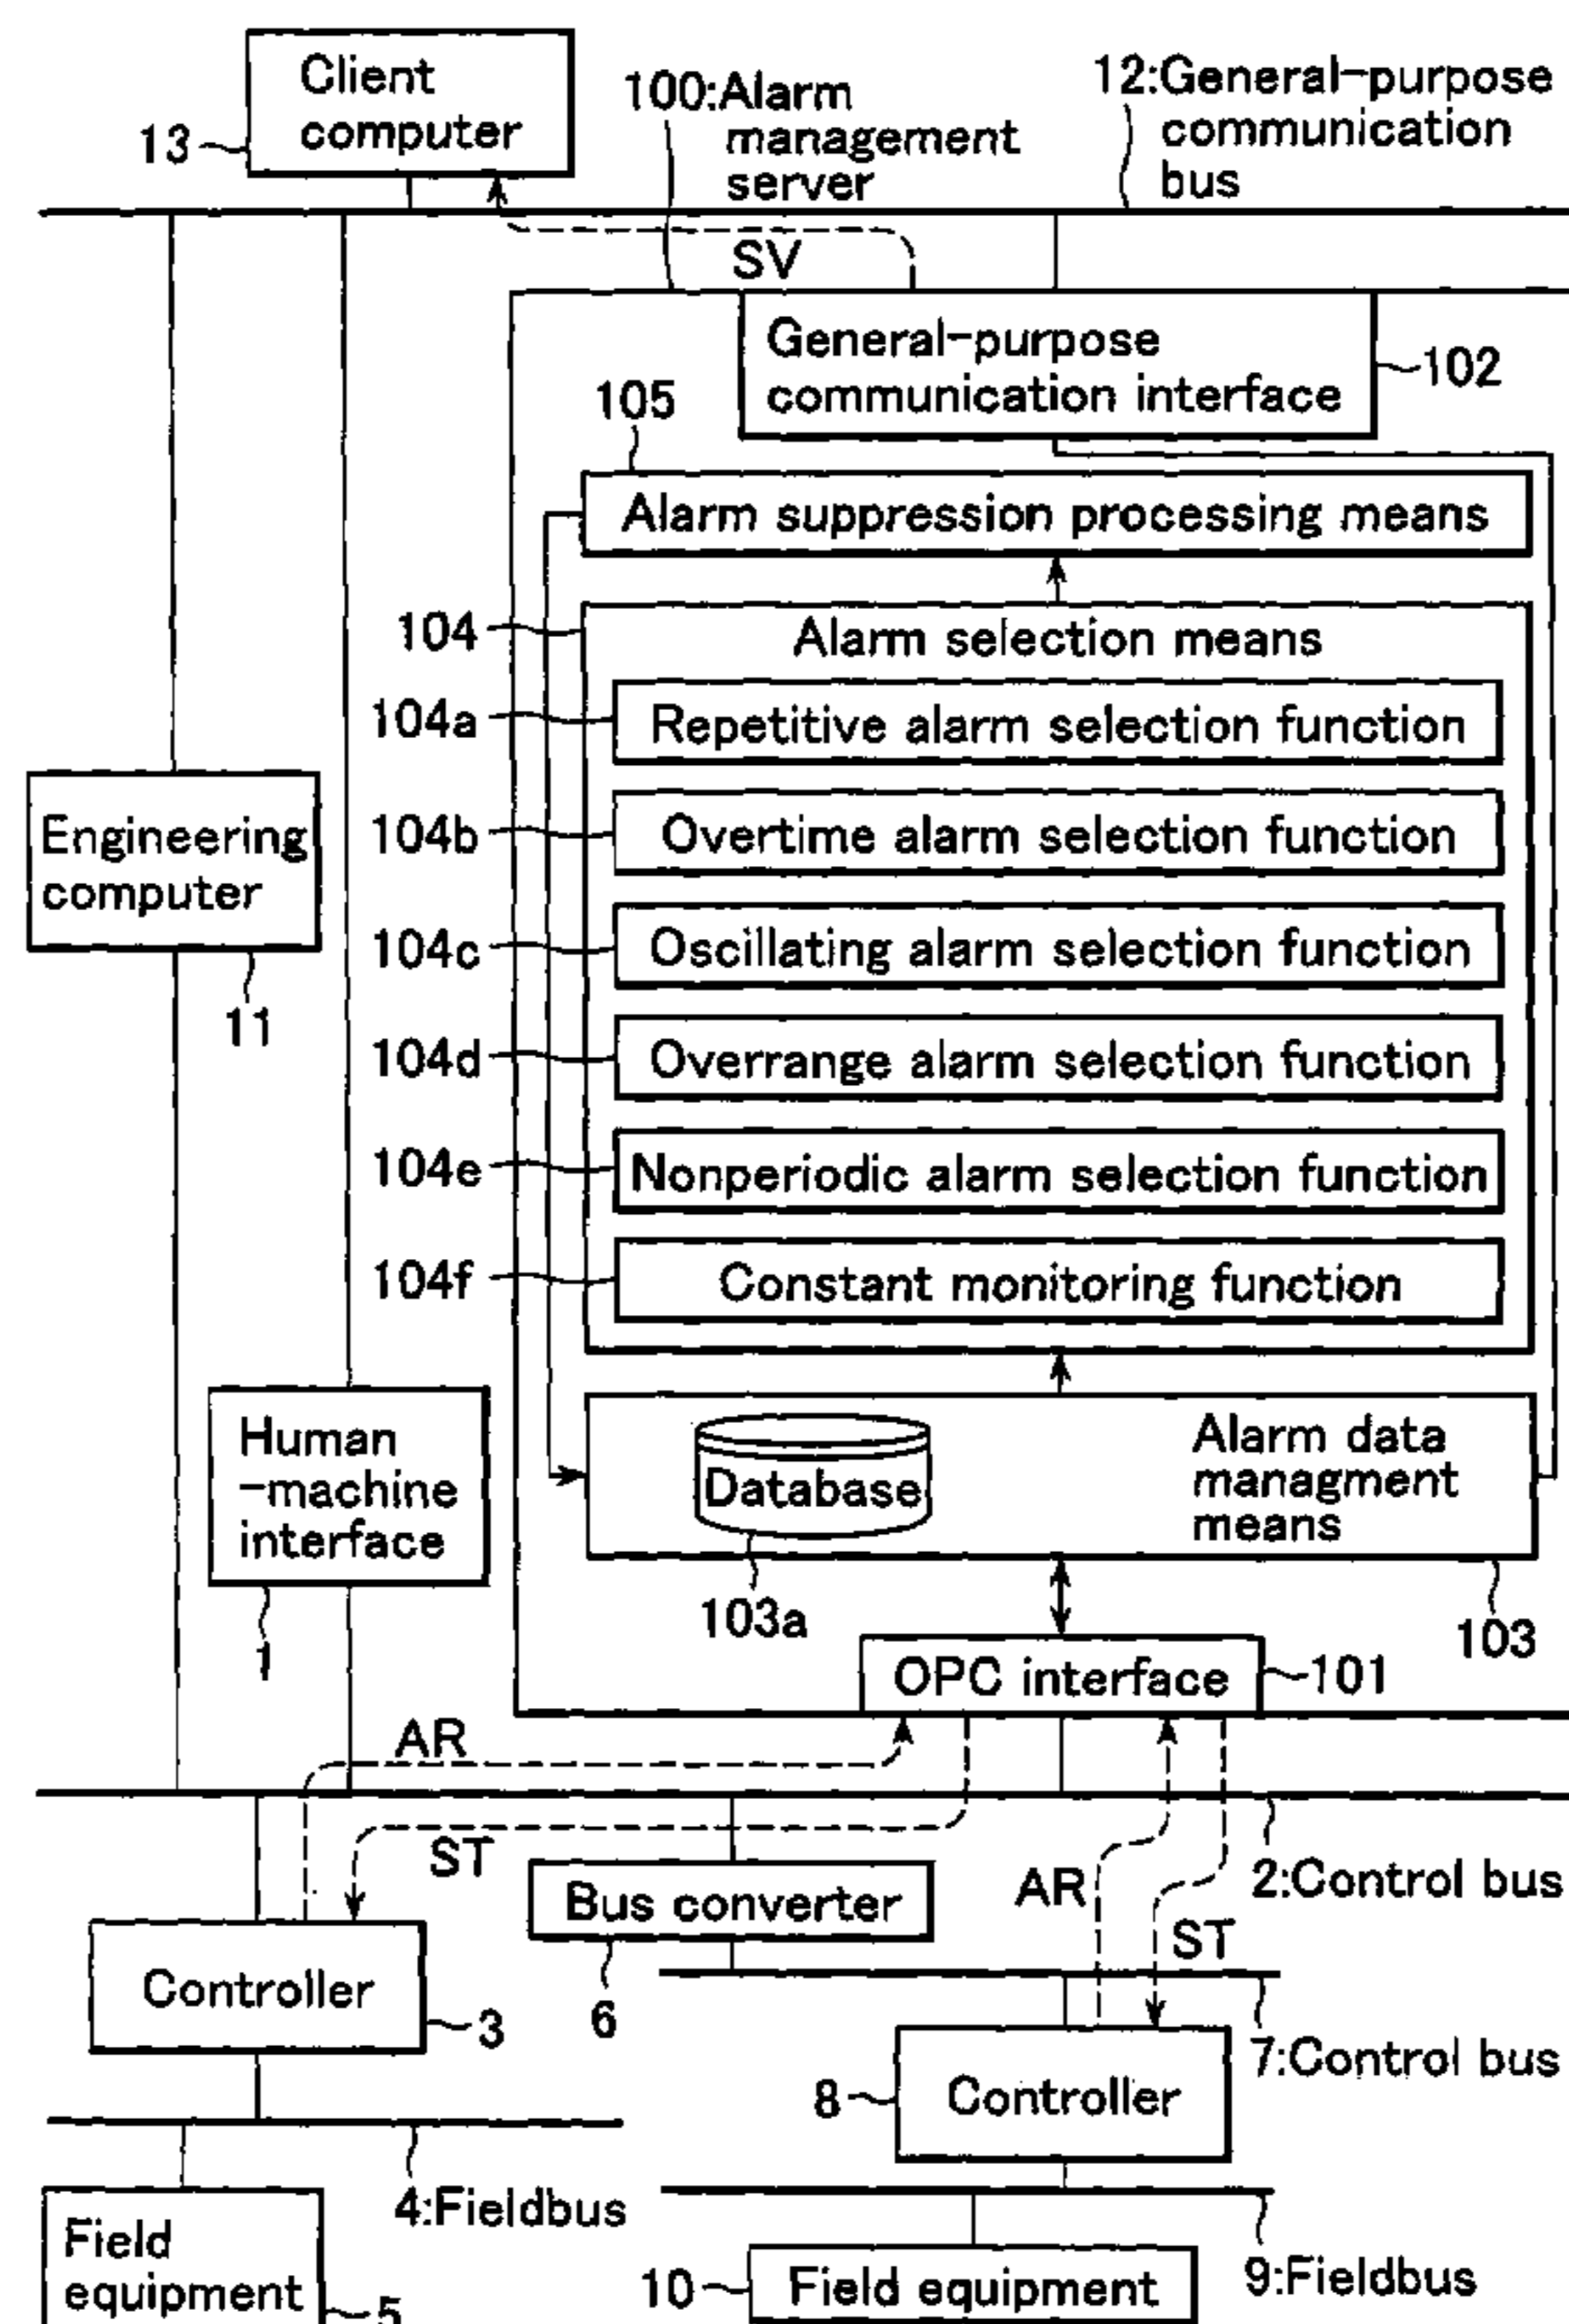 Client
computer
13
100:Alarm
management
server
12:General-purpose
communication
bus
SV
General-purpose
communication interface
102
105
Alarm suppression processing means
104
Alarm selection means
104a
Repetitive alarm selection function
104b
Overtime alarm selection function
104c
Oscillating alarm selection function
104d
Overrange alarm selection function
104e
Nonperiodic alarm selection function
104f
Constant monitoring function
Engineering
computer
11
Human
-machine
interface
1
Database
103a
Alarm data
managment
means
103
OPC interface
101
AR
ST
AR
ST
2:Control bus
Bus converter
6
Controller
3
7:Control bus
8
Controller
4:Fieldbus
9:Fieldbus
Field
equipment
5
10
Field equipment